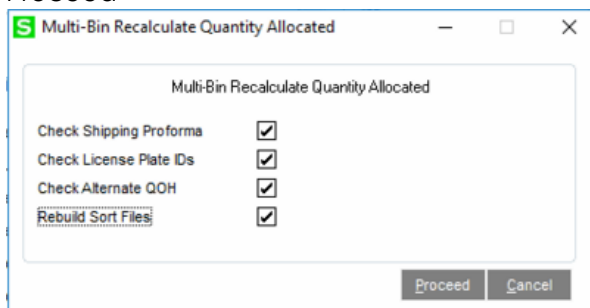 Proceed
S Multi-Bin Recalculate Quantity Allocated
Multi-Bin Recalculate Quantity Allocated
Check Shipping Proforma
Check License Plate IDs
Check Alternate QOH
Rebuild Sort Files
Proceed Cancel